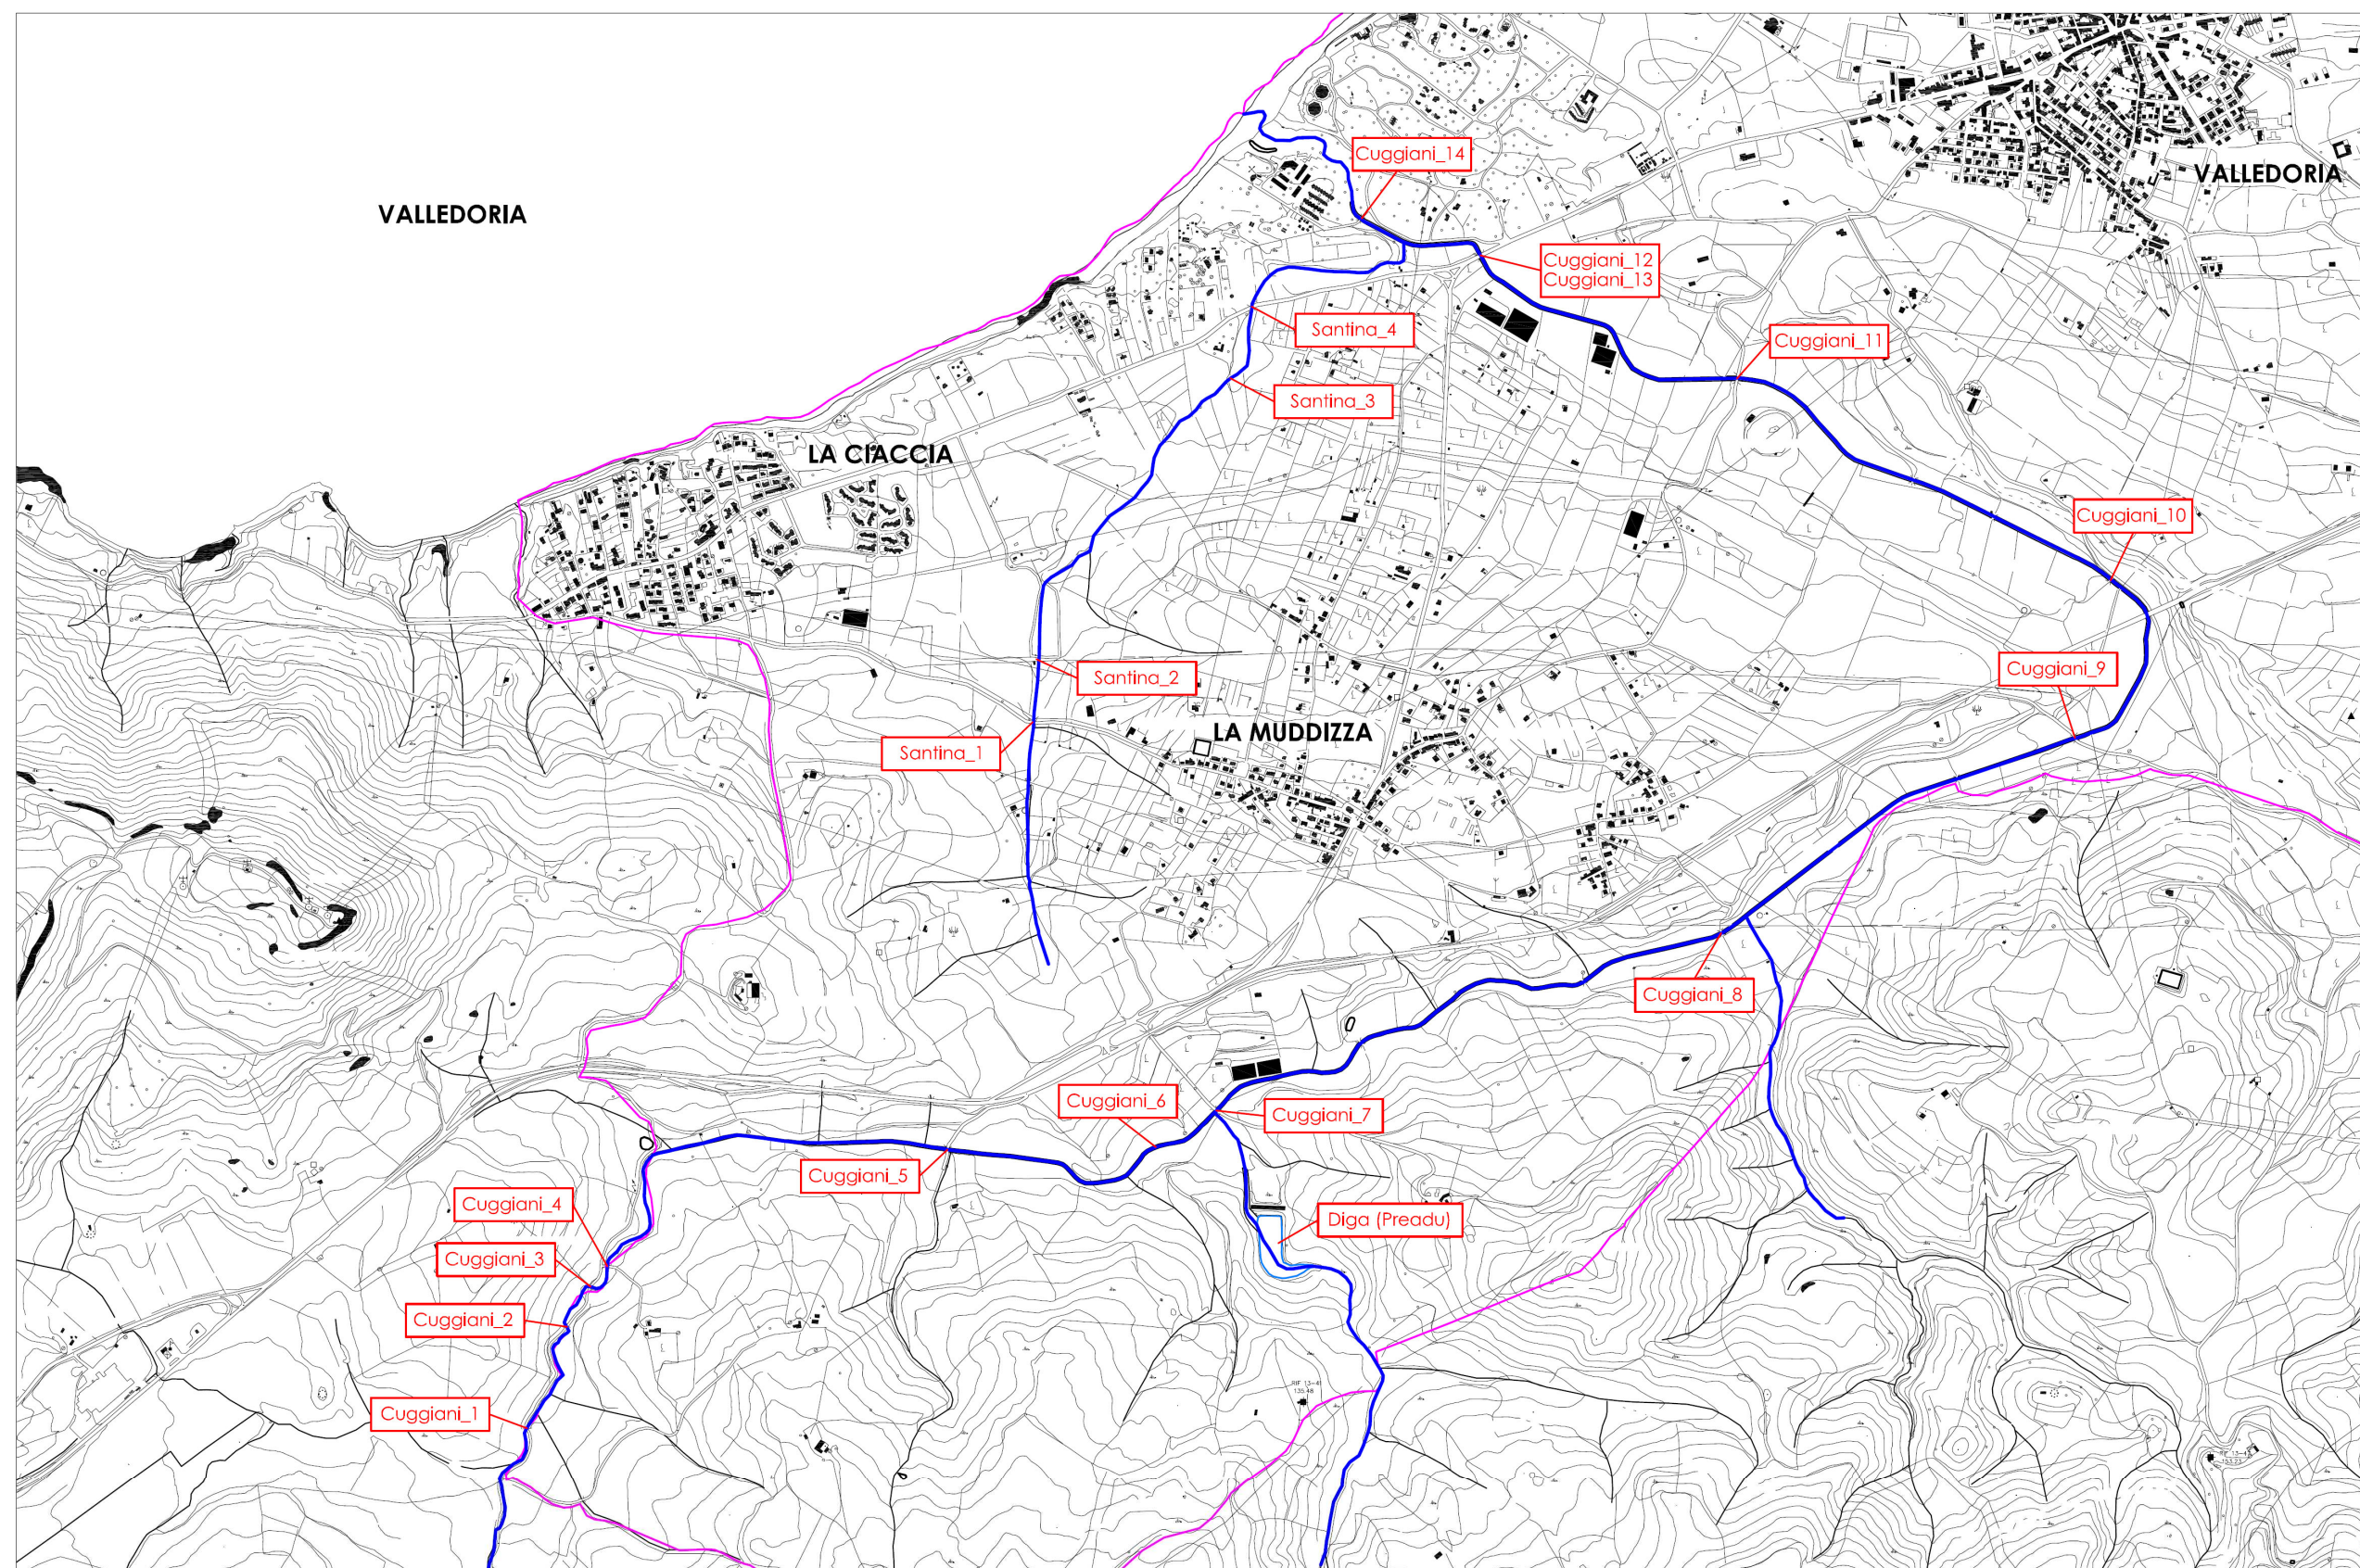 Cuggiani_14
VALLEDORIA
VALLEDORIA
Cuggiani_12
Cuggiani_13
Santina_4
Cuggiani_11
Santina_3
LA CIACCIA
Cuggiani_10
Cuggiani_9
Santina_2
LA MUDDIZZA
Santina_1
Cuggiani_8
Cuggiani_6
Cuggiani_7
Cuggiani_5
Cuggiani_4
Diga (Preadu)
Cuggiani_3
Cuggiani_2
Cuggiani_1